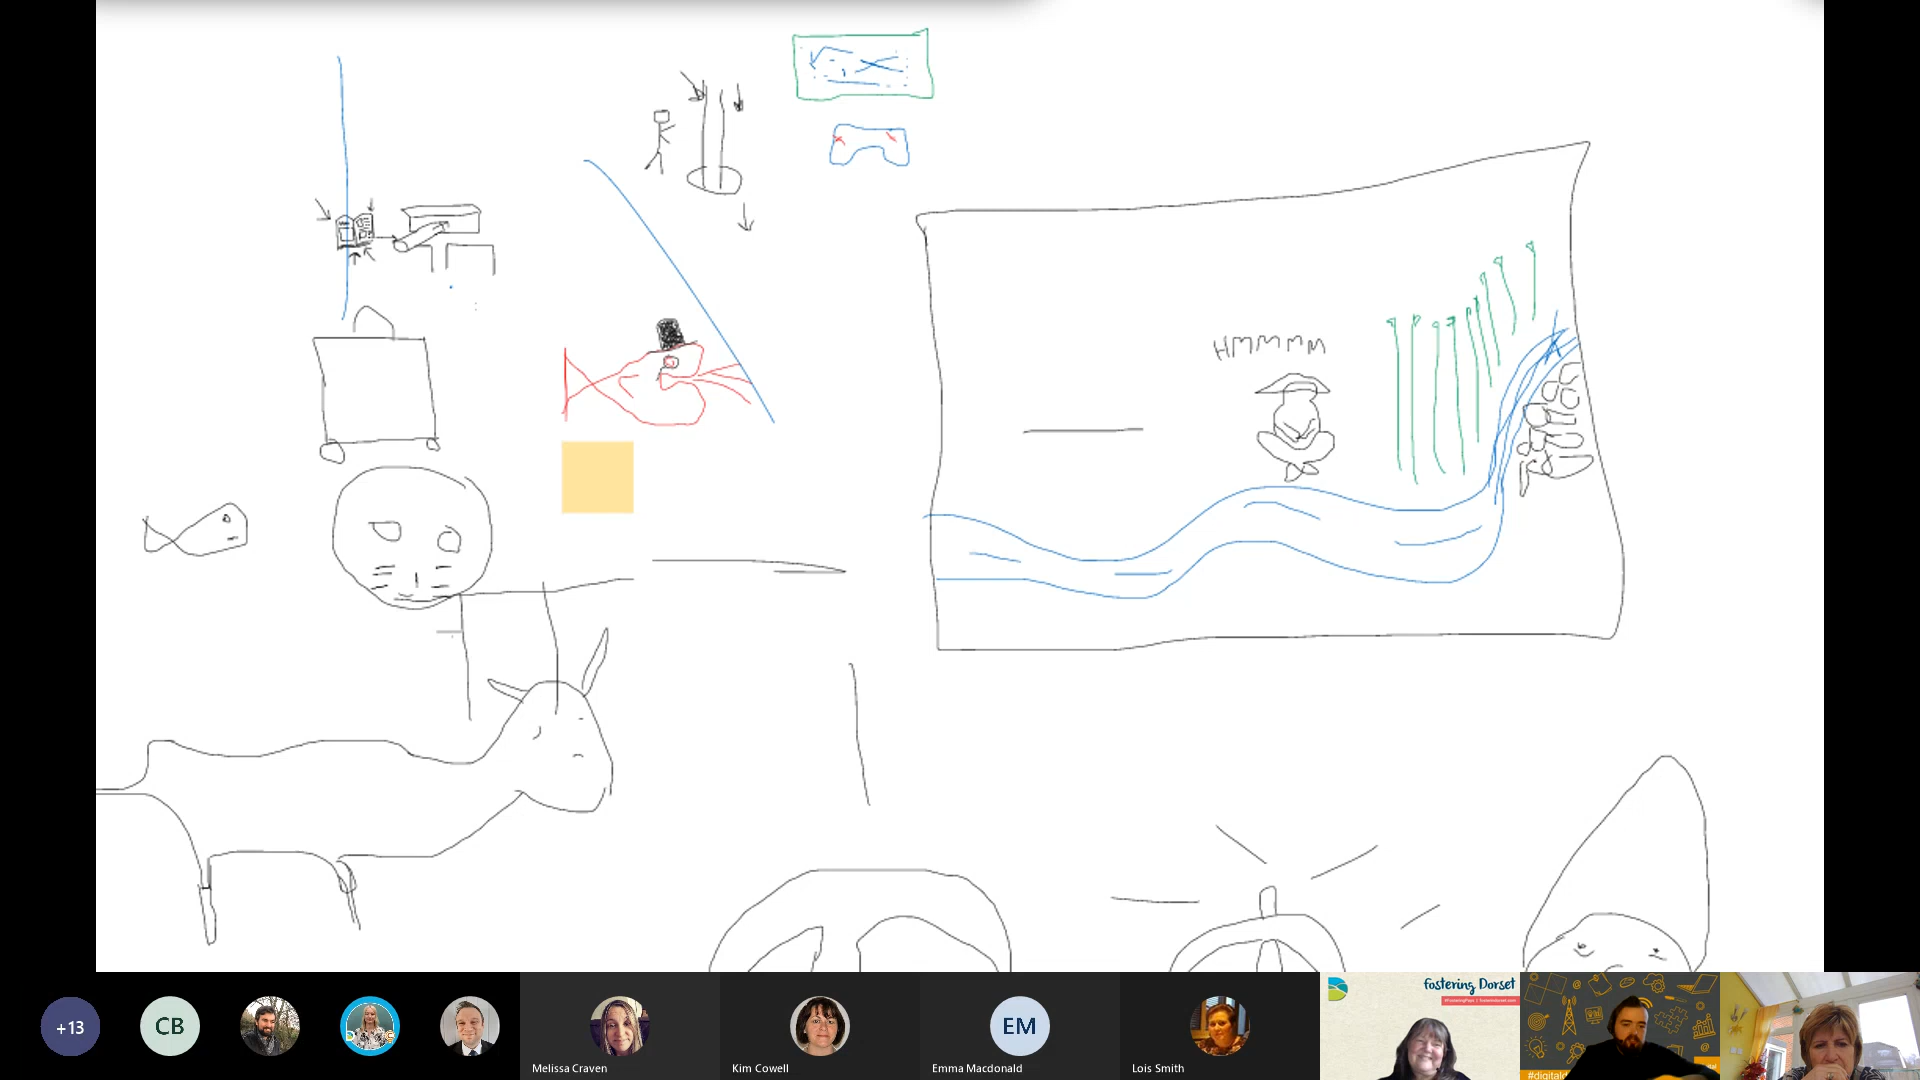 HMMMM
+13
CB
Melissa Craven
Kim Cowell
EM
Emma Macdonald
Lois Smith
fostering Dorset